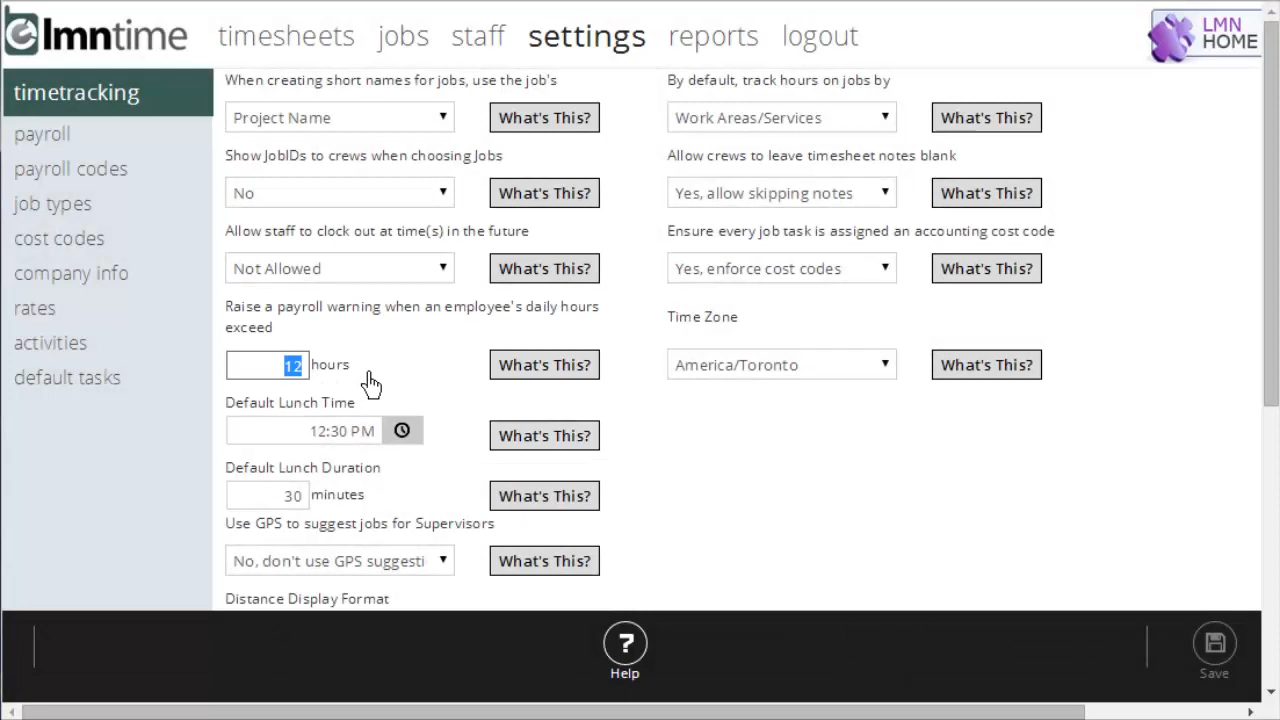 lmntime timesheets jobs staff settings reports logout LMN HOME
timetracking
payroll
payroll codes
job types
cost codes
company info
rates
activities
default tasks
When creating short names for jobs, use the job's
Project Name What's This?
Show JobIDs to crews when choosing Jobs
No What's This?
Allow staff to clock out at time(s) in the future
Not Allowed What's This?
Raise a payroll warning when an employee's daily hours
exceed
12 hours What's This?
Default Lunch Time
12:30 PM What's This?
Default Lunch Duration
30 minutes What's This?
Use GPS to suggest jobs for Supervisors
No, don't use GPS suggesti What's This?
Distance Display Format
By default, track hours on jobs by
Work Areas/Services What's This?
Allow crews to leave timesheet notes blank
Yes, allow skipping notes What's This?
Ensure every job task is assigned an accounting cost code
Yes, enforce cost codes What's This?
Time Zone
America/Toronto What's This?
?
Help
Save